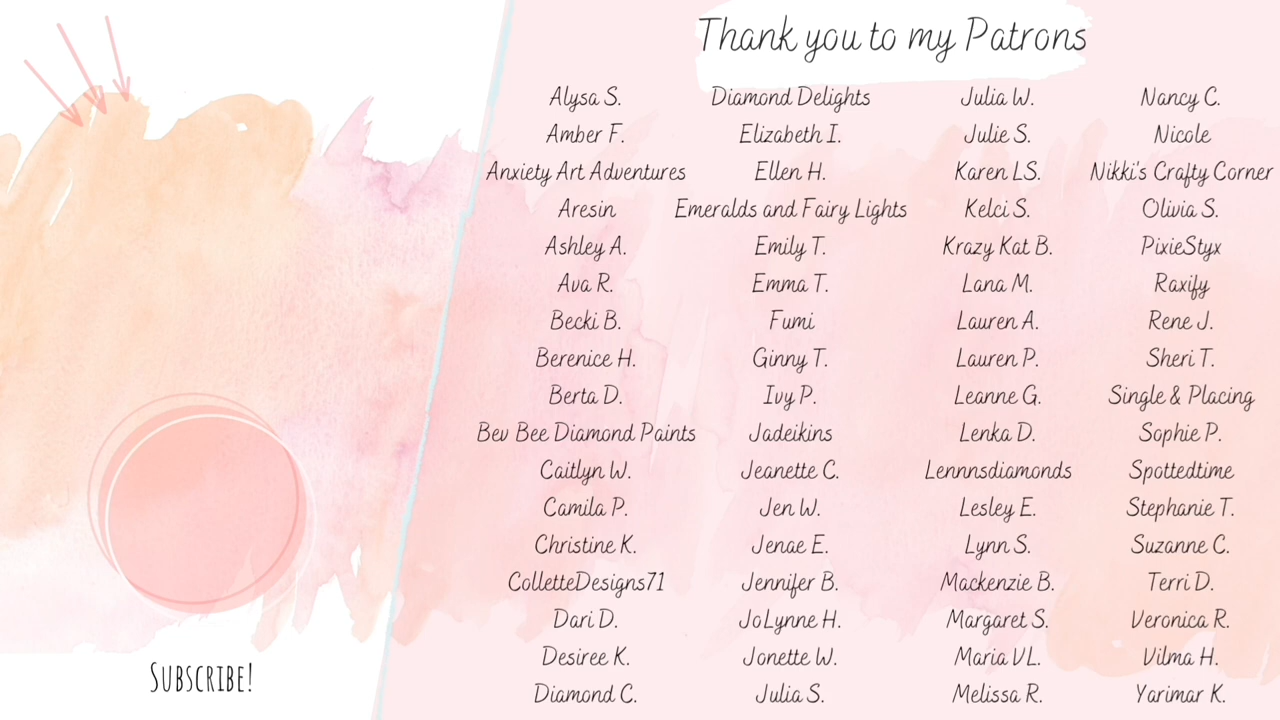 Thank you to my Patrons
Alysa S.
Amber F.
Anxiety Art Adventures
Aresin
Ashley A.
Ava R.
Becki B.
Berenice H.
Berta D.
Bev Bee Diamond Paints
Caitlyn W.
Camila P.
Christine K.
ColletteDesigns71
Dari D.
Desiree K.
Diamond C.
Diamond Delights
Elizabeth I.
Ellen H.
Emeralds and Fairy Lights
Emily T.
Emma T.
Fumi
Ginny T.
Ivy P.
Jadeikins
Jeanette C.
Jen W.
Jenae E.
Jennifer B.
JoLynne H.
Jonette W.
Julia S.
Julia W.
Julie S.
Karen LS.
Kelci S.
Krazy Kat B.
Lana M.
Lauren A.
Lauren P.
Leanne G.
Lenka D.
Lennnsdiamonds
Lesley E.
Lynn S.
Mackenzie B.
Margaret S.
Maria VL.
Melissa R.
Nancy C.
Nicole
Nikki's Crafty Corner
Olivia S.
PixieStyx
Raxify
Rene J.
Sheri T.
Single & Placing
Sophie P.
Spottedtime
Stephanie T.
Suzanne C.
Terri D.
Veronica R.
Vilma H.
Yarimar K.
Subscribe!